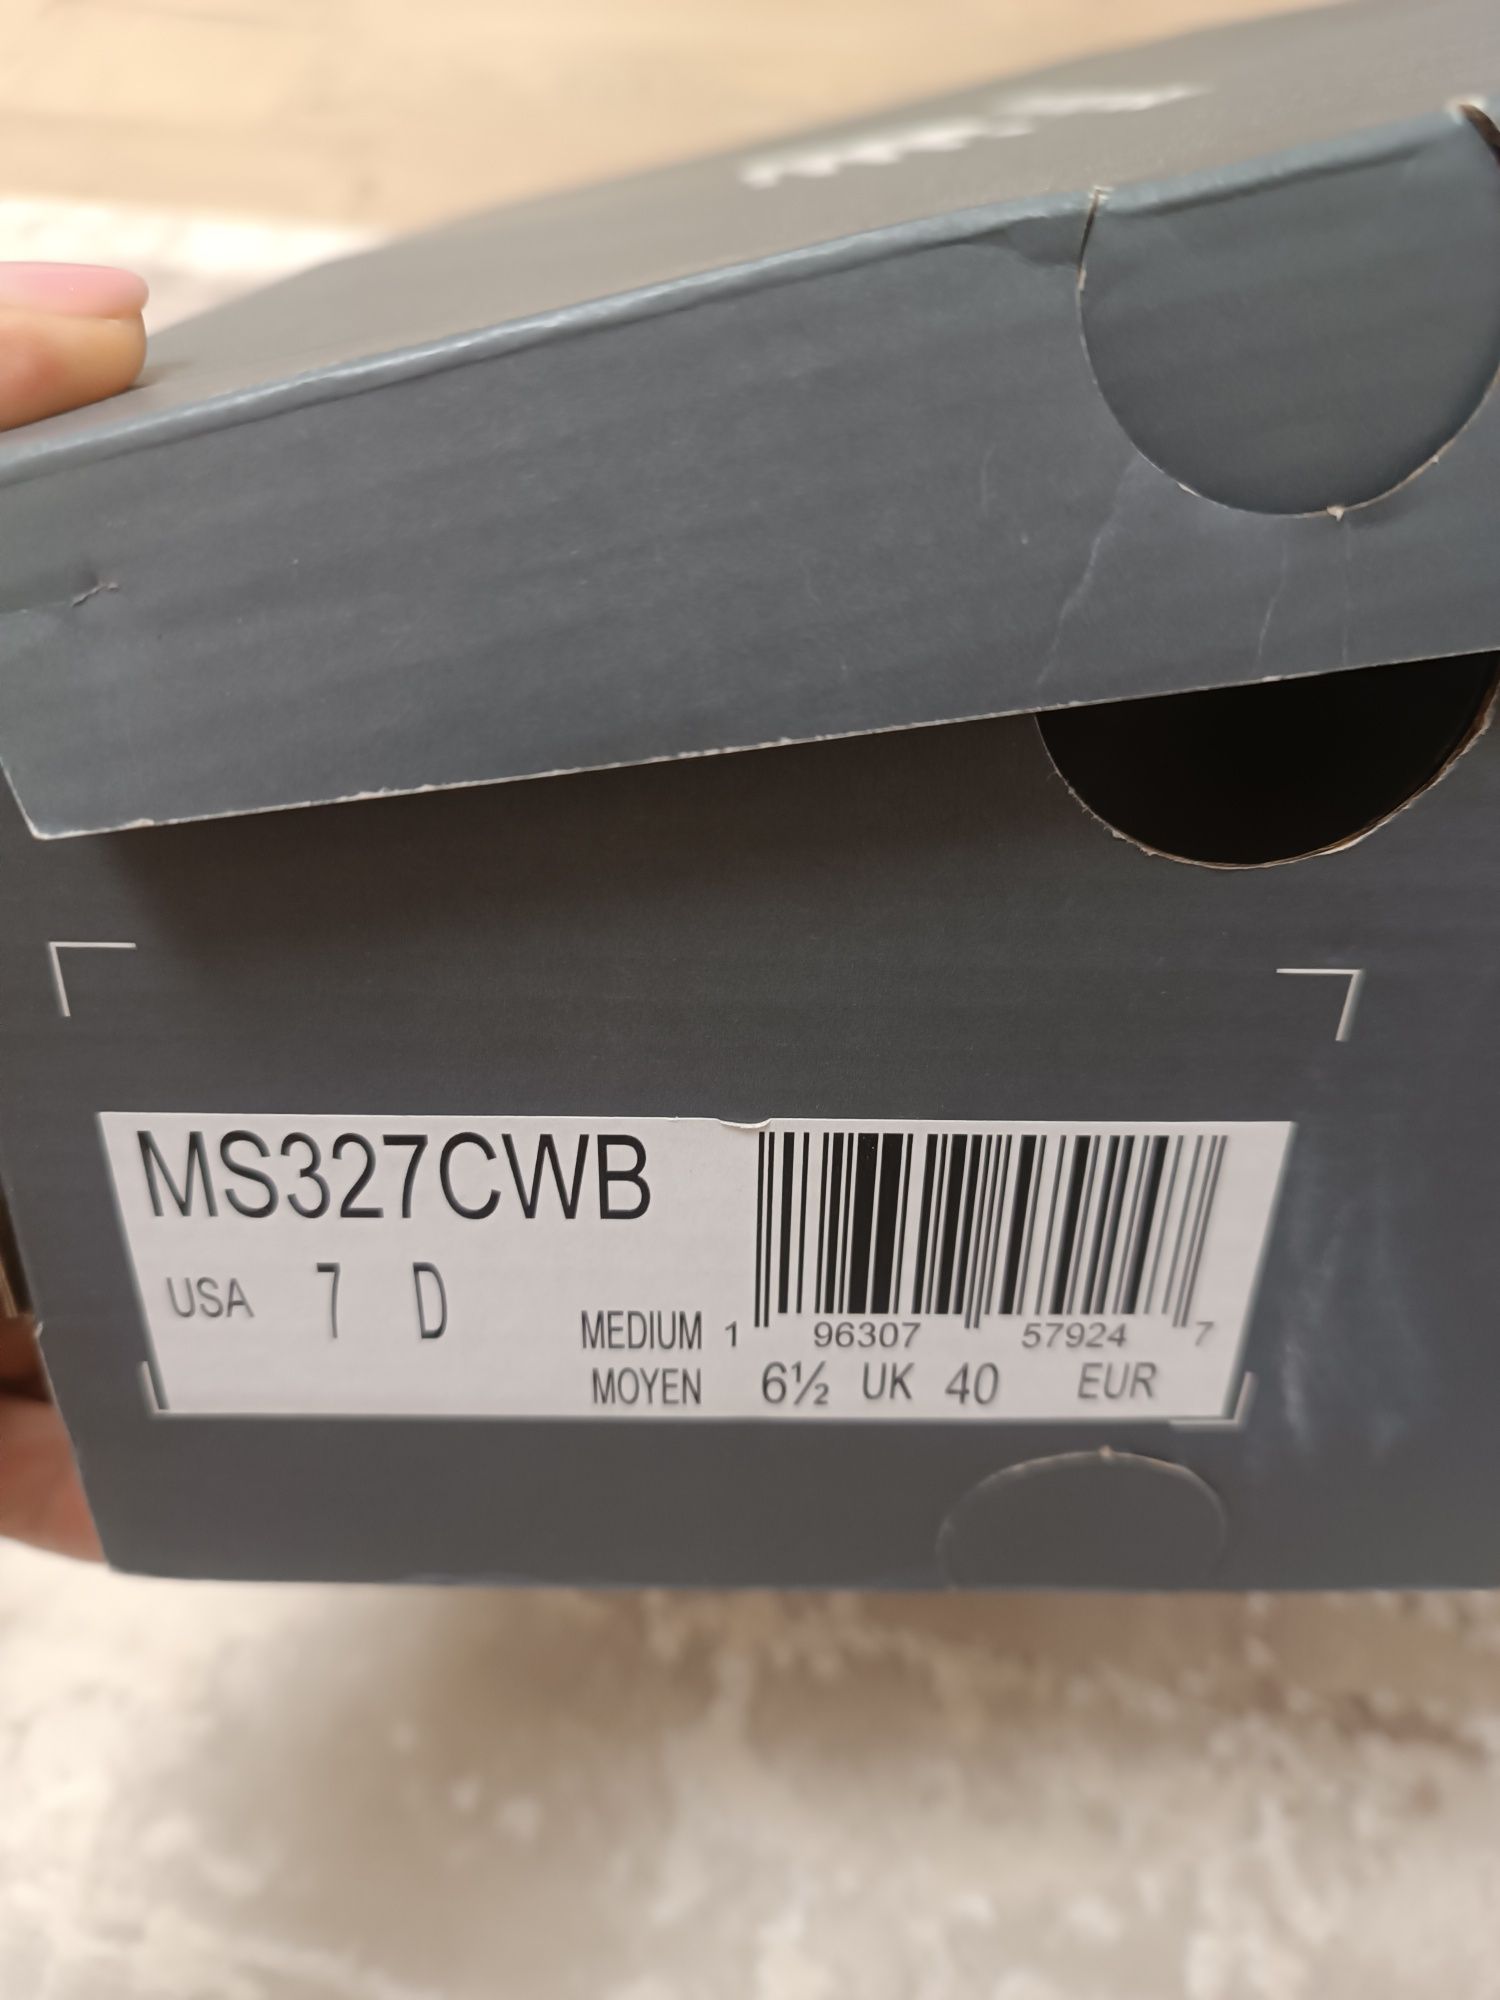 MS327CWB
USA 7 D
MEDIUM 1 96307 57924 7
MOYEN 6½ UK 40 EUR